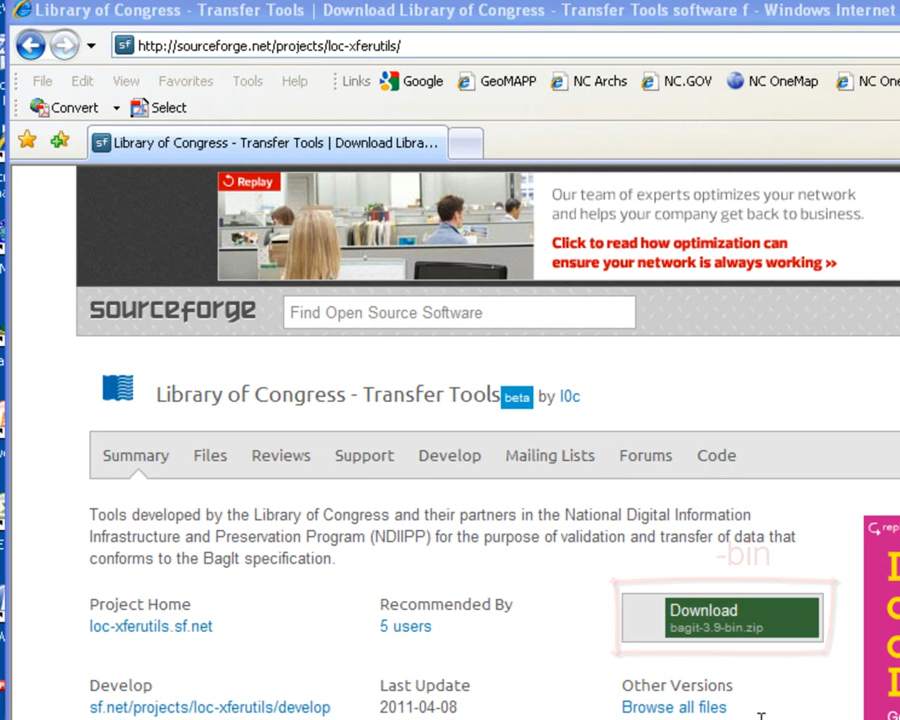 Library of Congress - Transfer Tools | Download Library of Congress - Transfer Tools software f - Windows Internet
sf http://sourceforge.net/projects/loc-xferutils/
File Edit View Favorites Tools Help Links Google GeoMAPP NC Archs NC.GOV NC OneMap NC One
Convert Select
sf Library of Congress - Transfer Tools | Download Libra...
Replay
Our team of experts optimizes your network
and helps your company get back to business.
Click to read how optimization can
ensure your network is always working »
sourceforge Find Open Source Software
Library of Congress - Transfer Tools beta by l0c
Summary Files Reviews Support Develop Mailing Lists Forums Code
Tools developed by the Library of Congress and their partners in the National Digital Information
Infrastructure and Preservation Program (NDIIPP) for the purpose of validation and transfer of data that
conforms to the BagIt specification.
-bin
Project Home
loc-xferutils.sf.net
Recommended By
5 users
Download
bagit-3.9-bin.zip
Develop
sf.net/projects/loc-xferutils/develop
Last Update
2011-04-08
Other Versions
Browse all files
rep